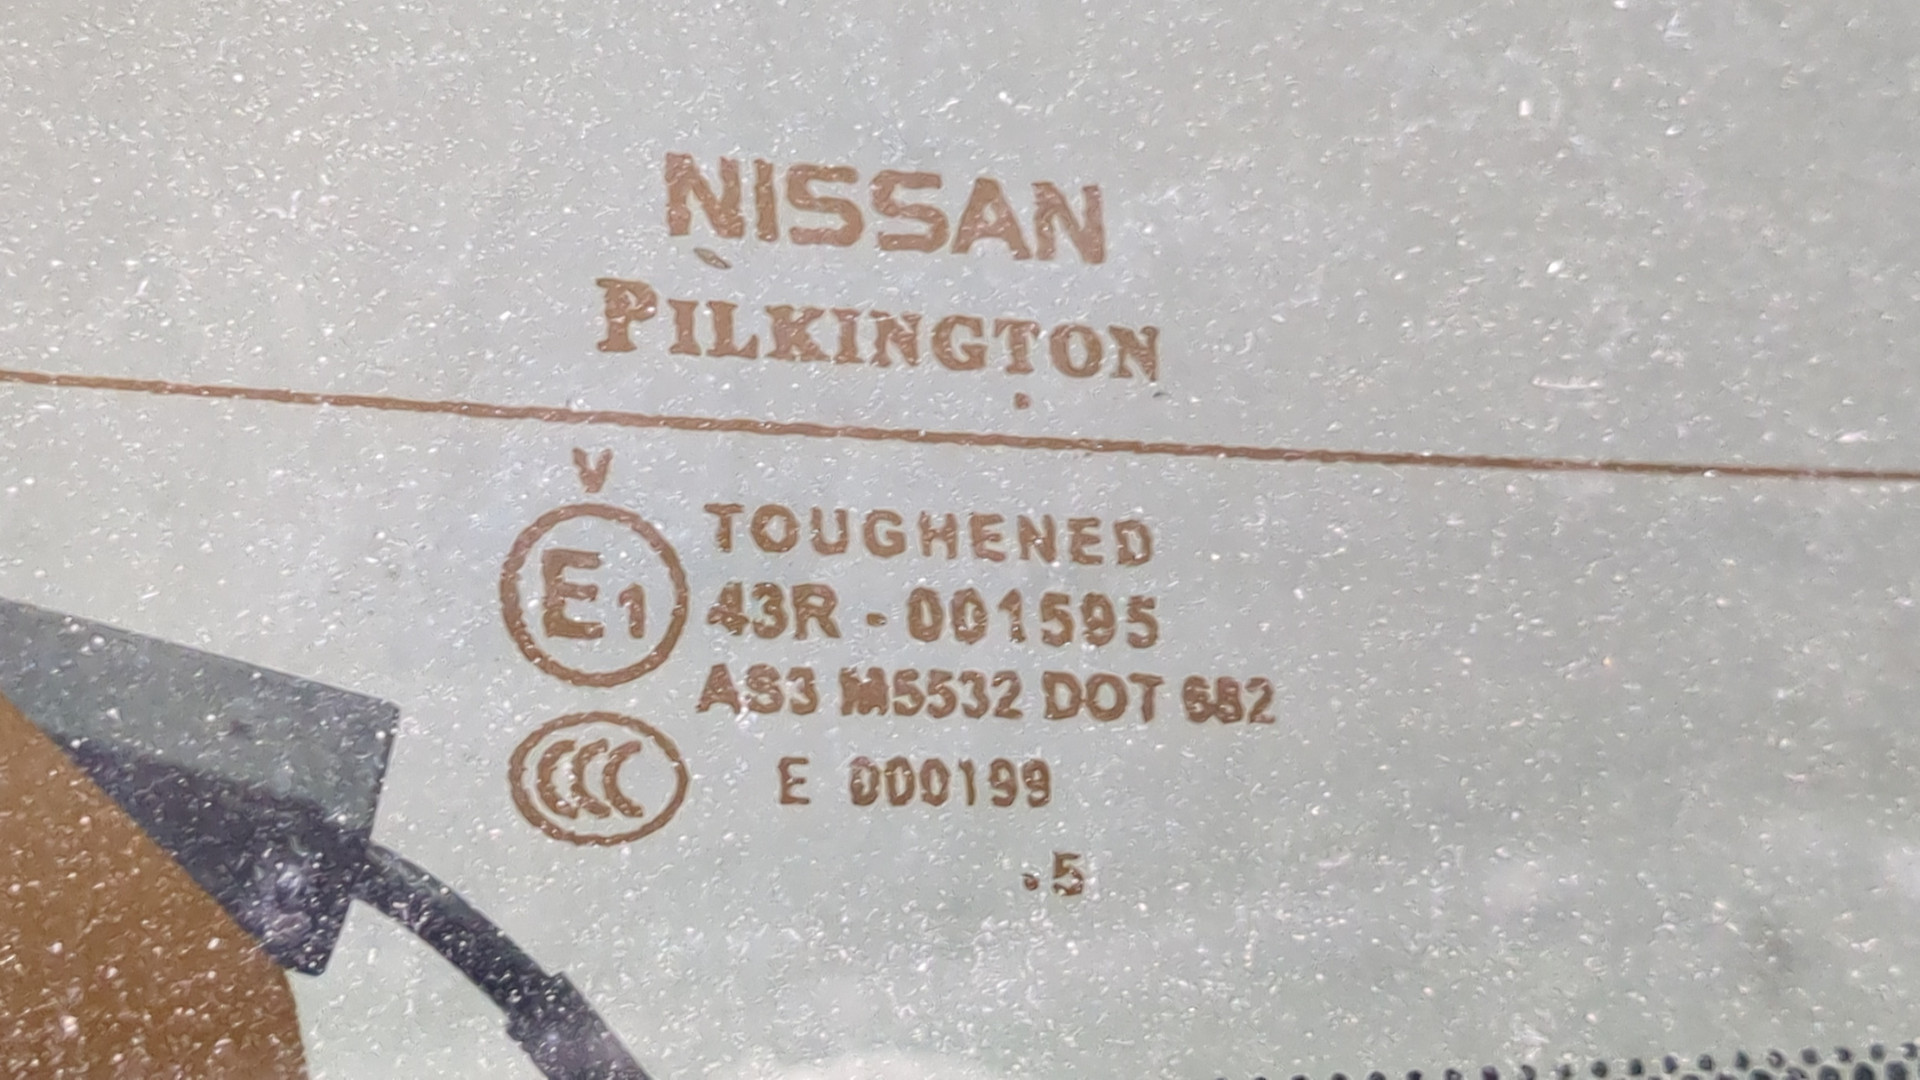 NISSAN
PILKINGTON
V
E1
TOUGHENED
43R - 001595
AS3 M5532 DOT 682
CCC
E 000199
.5